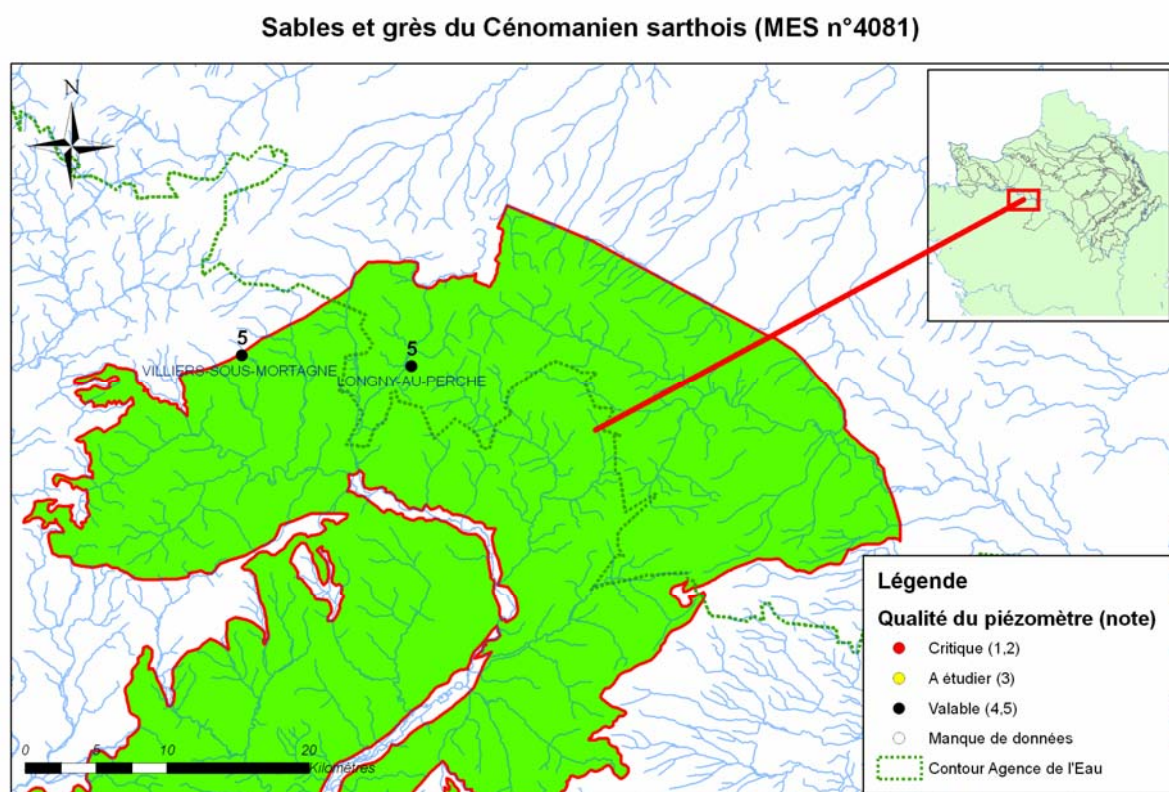 Sables et grès du Cénomanien sarthois (MES n°4081)
N
5
VILLIERS-SOUS-MORTAGNE
5
LONGNY-AU-PERCHE
Légende
Qualité du piézomètre (note)
Critique (1,2)
A étudier (3)
Valable (4,5)
Manque de données
Contour Agence de l'Eau
0 5 10 20
Kilomètres